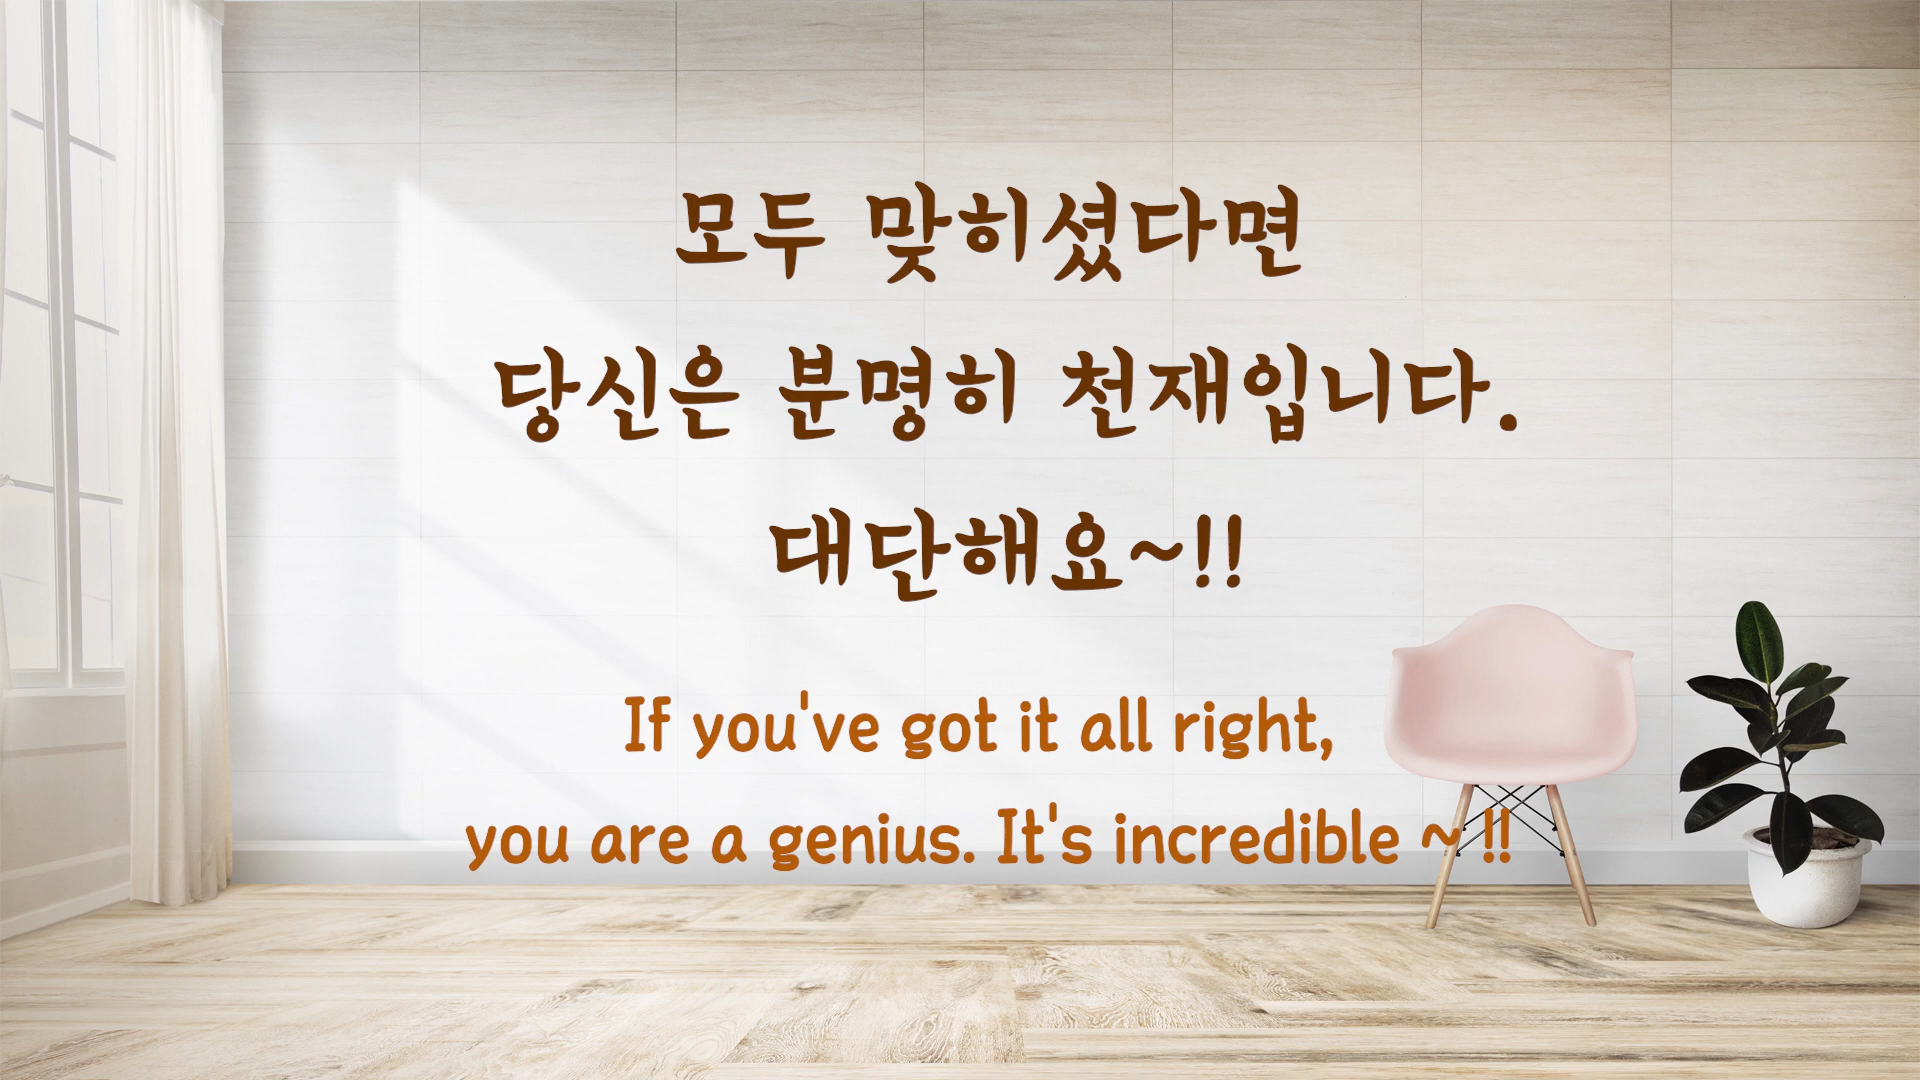 모두 맞히셨다면
당신은 분명히 천재입니다.
대단해요~!!
If you've got it all right,
you are a genius. It's incredible ~ !!